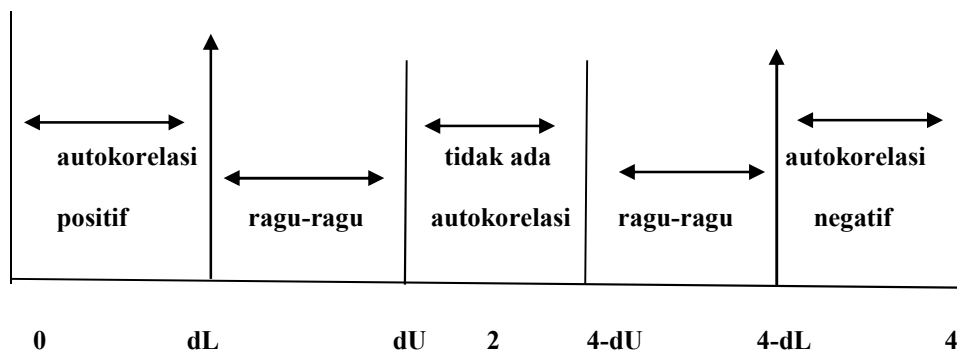 autokorelasi tidak ada autokorelasi
positif ragu-ragu autokorelasi ragu-ragu negatif
0 dL dU 2 4-dU 4-dL 4